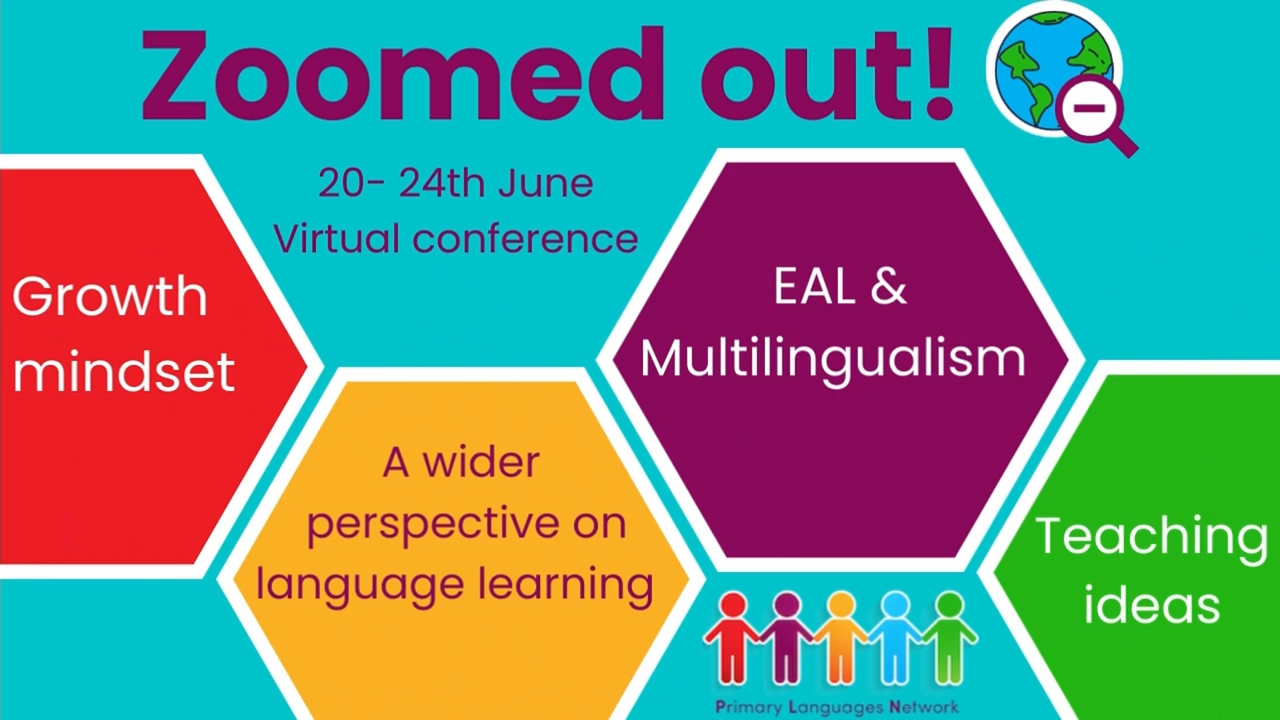 Zoomed out!
20- 24th June
Virtual conference
Growth
mindset
EAL &
Multilingualism
A wider
perspective on
language learning
Teaching
ideas
Primary Languages Network